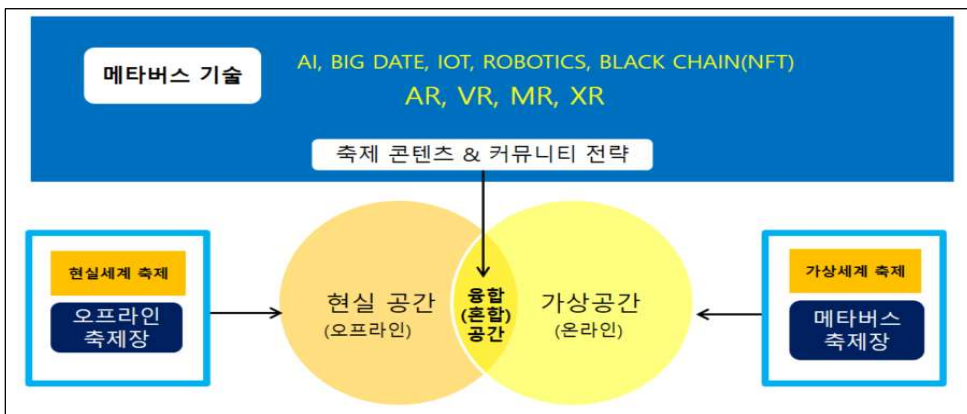 메타버스 기술
AI, BIG DATE, IOT, ROBOTICS, BLACK CHAIN(NFT)
AR, VR, MR, XR
축제 콘텐츠 & 커뮤니티 전략
현실세계 축제
오프라인
축제장
현실 공간
(오프라인)
융합
(혼합)
공간
가상공간
(온라인)
가상세계 축제
메타버스
축제장